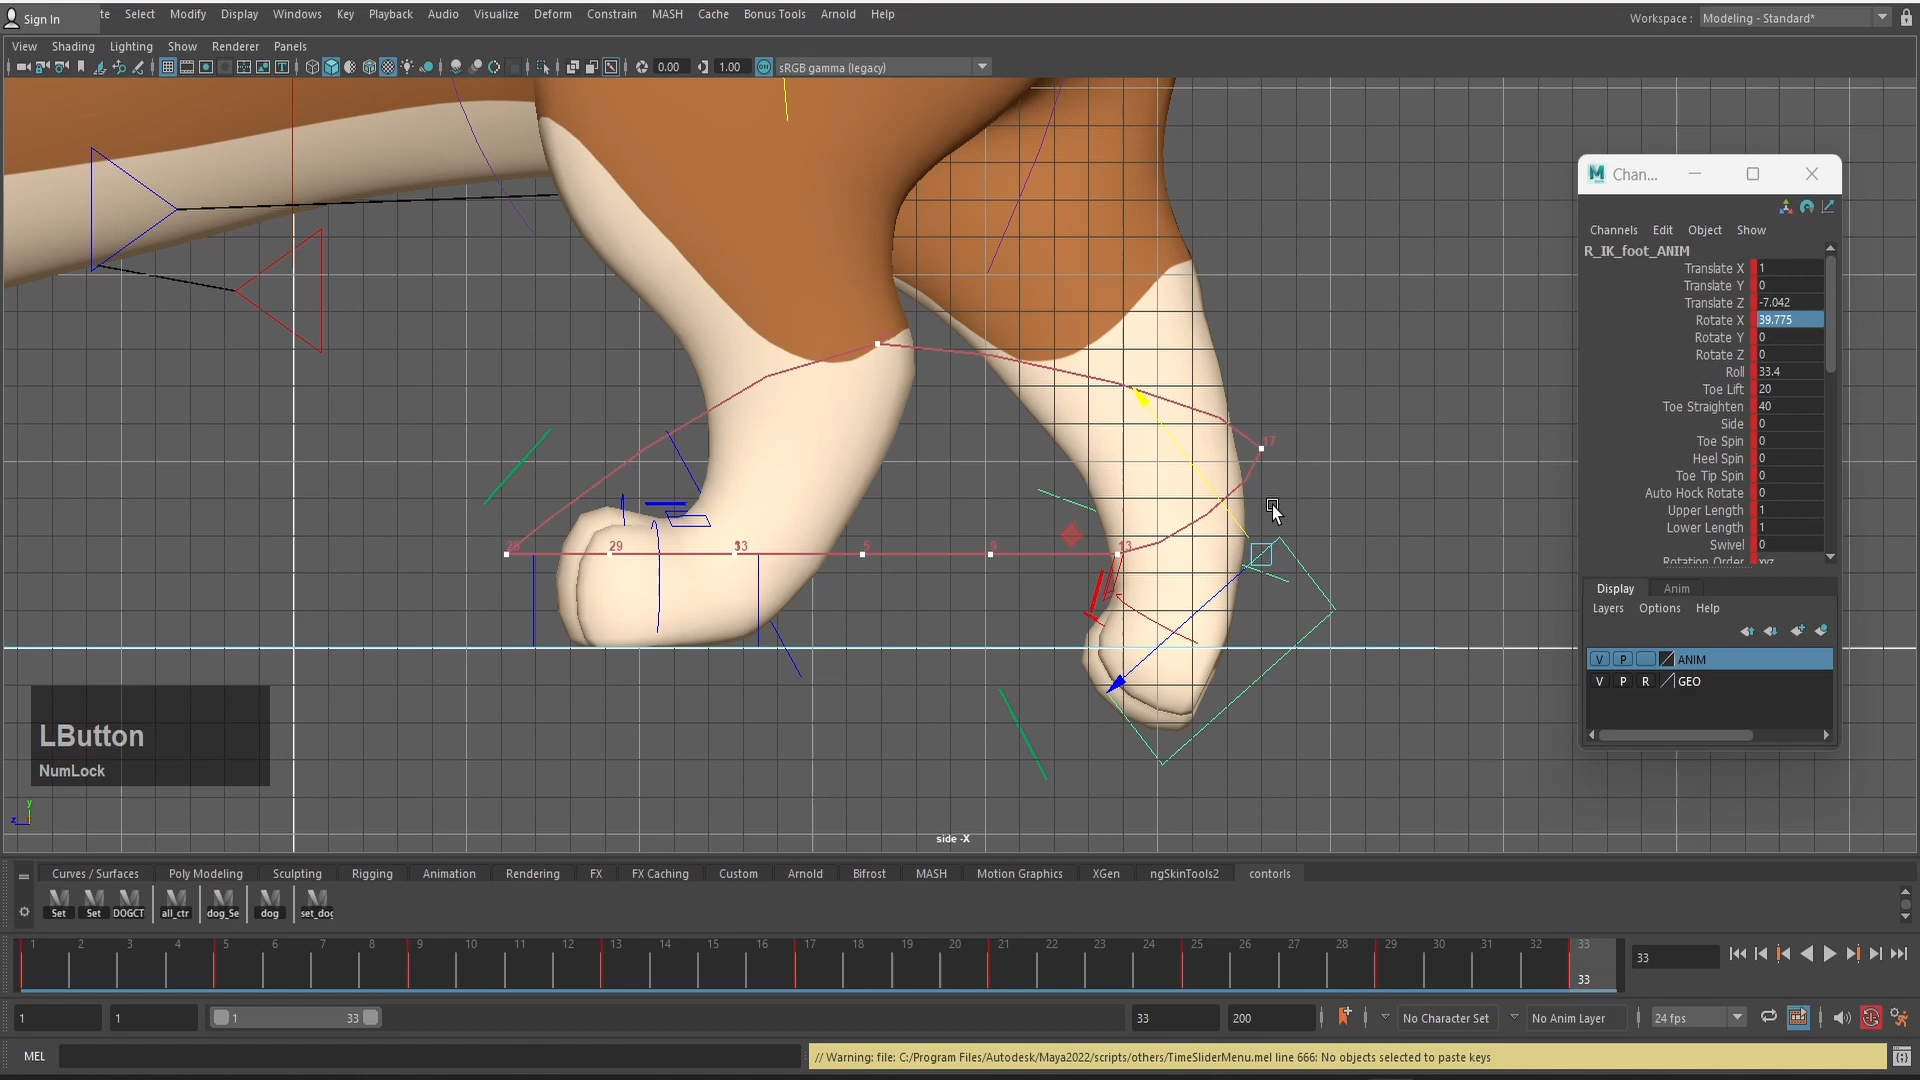 Sign In
te Select Modify Display Windows Key Playback Audio Visualize Deform Constrain MASH Cache Bonus Tools Arnold Help
Workspace : Modeling - Standard*
View Shading Lighting Show Renderer Panels
0.00 1.00 ON sRGB gamma (legacy)
M Chan...
Channels Edit Object Show
R_IK_foot_ANIM
Translate X 1
Translate Y 0
Translate Z -7.042
Rotate X 39.775
Rotate Y 0
Rotate Z 0
Roll 33.4
Toe Lift 20
Toe Straighten 40
Side 0
Toe Spin 0
Heel Spin 0
Toe Tip Spin 0
Auto Hock Rotate 0
Upper Length 1
Lower Length 1
Swivel 0
Rotation Order xyz
Display Anim
Layers Options Help
V P ANIM
V P R GEO
17
29 33 5 9 13
LButton
NumLock
y
z
side -X
Curves / Surfaces Poly Modeling Sculpting Rigging Animation Rendering FX FX Caching Custom Arnold Bifrost MASH Motion Graphics XGen ngSkinTools2 contorls
Set Set DOGCT all_ctr dog_Se dog set_dog
1 2 3 4 5 6 7 8 9 10 11 12 13 14 15 16 17 18 19 20 21 22 23 24 25 26 27 28 29 30 31 32 33
33
33
1 1 1 33 33 200 No Character Set No Anim Layer 24 fps
MEL
// Warning: file: C:/Program Files/Autodesk/Maya2022/scripts/others/TimeSliderMenu.mel line 666: No objects selected to paste keys